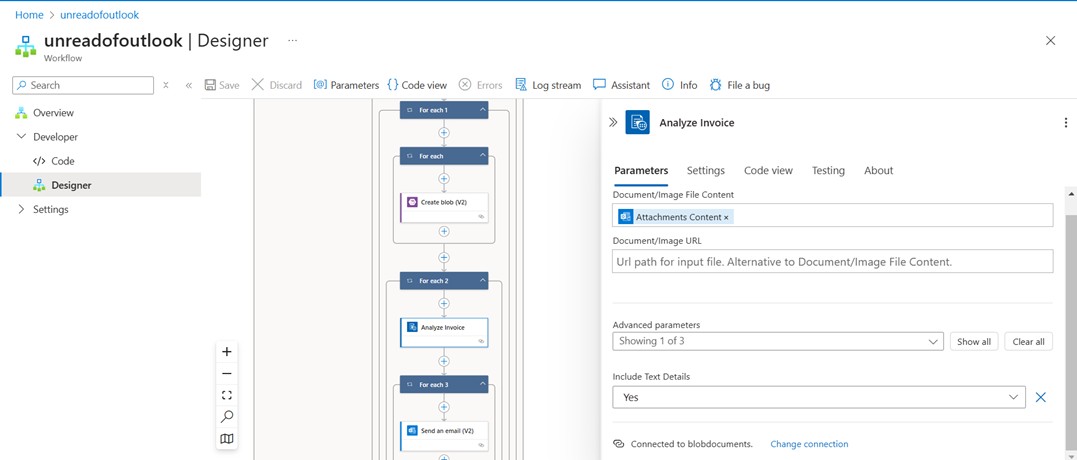 Home > unreadofoutlook
unreadofoutlook | Designer ...
Workflow
Search
Save Discard [@] Parameters {} Code view Errors Log stream Assistant Info File a bug
Overview
Developer
</> Code
Designer
Settings
For each 1
For each
Create blob (V2)
For each 2
Analyze Invoice
For each 3
Send an email (V2)
Analyze Invoice
Parameters Settings Code view Testing About
Document/Image File Content
Attachments Content ×
Document/Image URL
Url path for input file. Alternative to Document/Image File Content.
Advanced parameters
Showing 1 of 3 Show all Clear all
Include Text Details
Yes
Connected to blobdocuments. Change connection